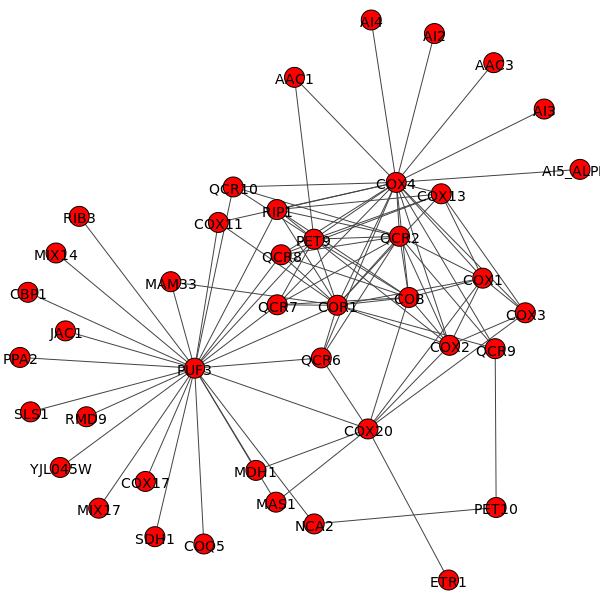 AI4
AI2
AAC3
AAC1
AI3
AI5_ALP
COX4
QCR10
COX13
RIP1
RIB3
COX11
PET9
QCR2
MIX14
QCR8
MAM33
COX1
CBP1
COB
QCR7
COR1
COX3
JAC1
COX2
QCR9
PPA2
QCR6
PUF3
SLS1
RMD9
COX20
YJL045W
MDH1
COX17
MAS1
MIX17
PET10
NCA2
SDH1
COQ5
ETR1